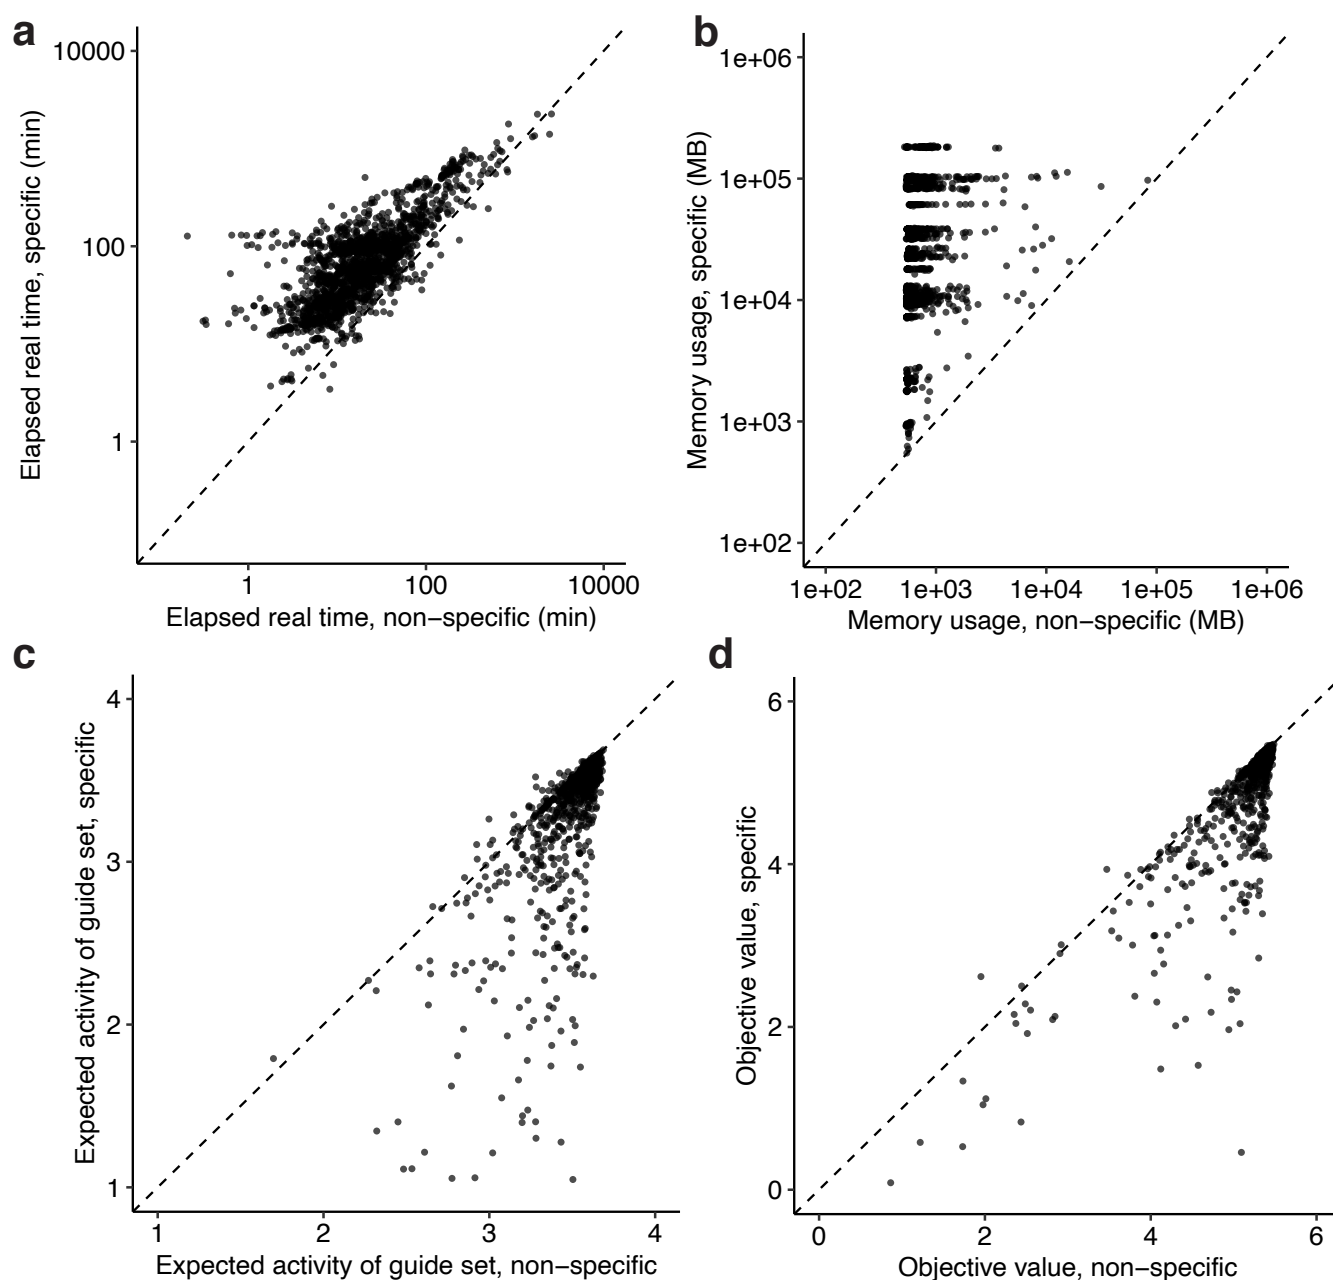 a
10000
100
1
Elapsed real time, specific (min)
1
100
10000
Elapsed real time, non−specific (min)
b
1e+06
1e+05
1e+04
1e+03
1e+02
Memory usage, specific (MB)
1e+02
1e+03
1e+04
1e+05
1e+06
Memory usage, non−specific (MB)
c
4
3
2
1
Expected activity of guide set, specific
1
2
3
4
Expected activity of guide set, non−specific
d
6
4
2
0
Objective value, specific
0
2
4
6
Objective value, non−specific